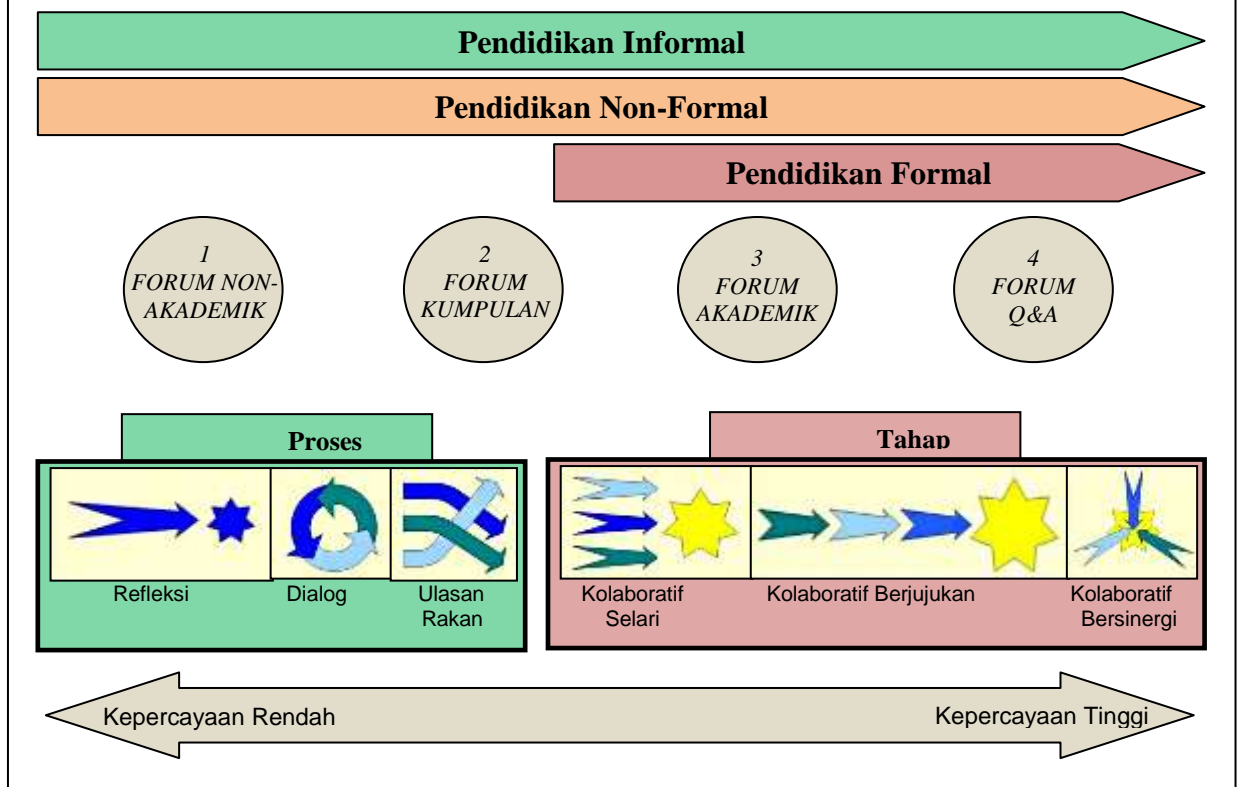 Pendidikan Informal
Pendidikan Non-Formal
Pendidikan Formal
1
FORUM NON-
AKADEMIK
2
FORUM
KUMPULAN
3
FORUM
AKADEMIK
4
FORUM
Q&A
Proses
Refleksi
Dialog
Ulasan
Rakan
Tahap
Kolaboratif
Selari
Kolaboratif Berjujukan
Kolaboratif
Bersinergi
Kepercayaan Rendah
Kepercayaan Tinggi